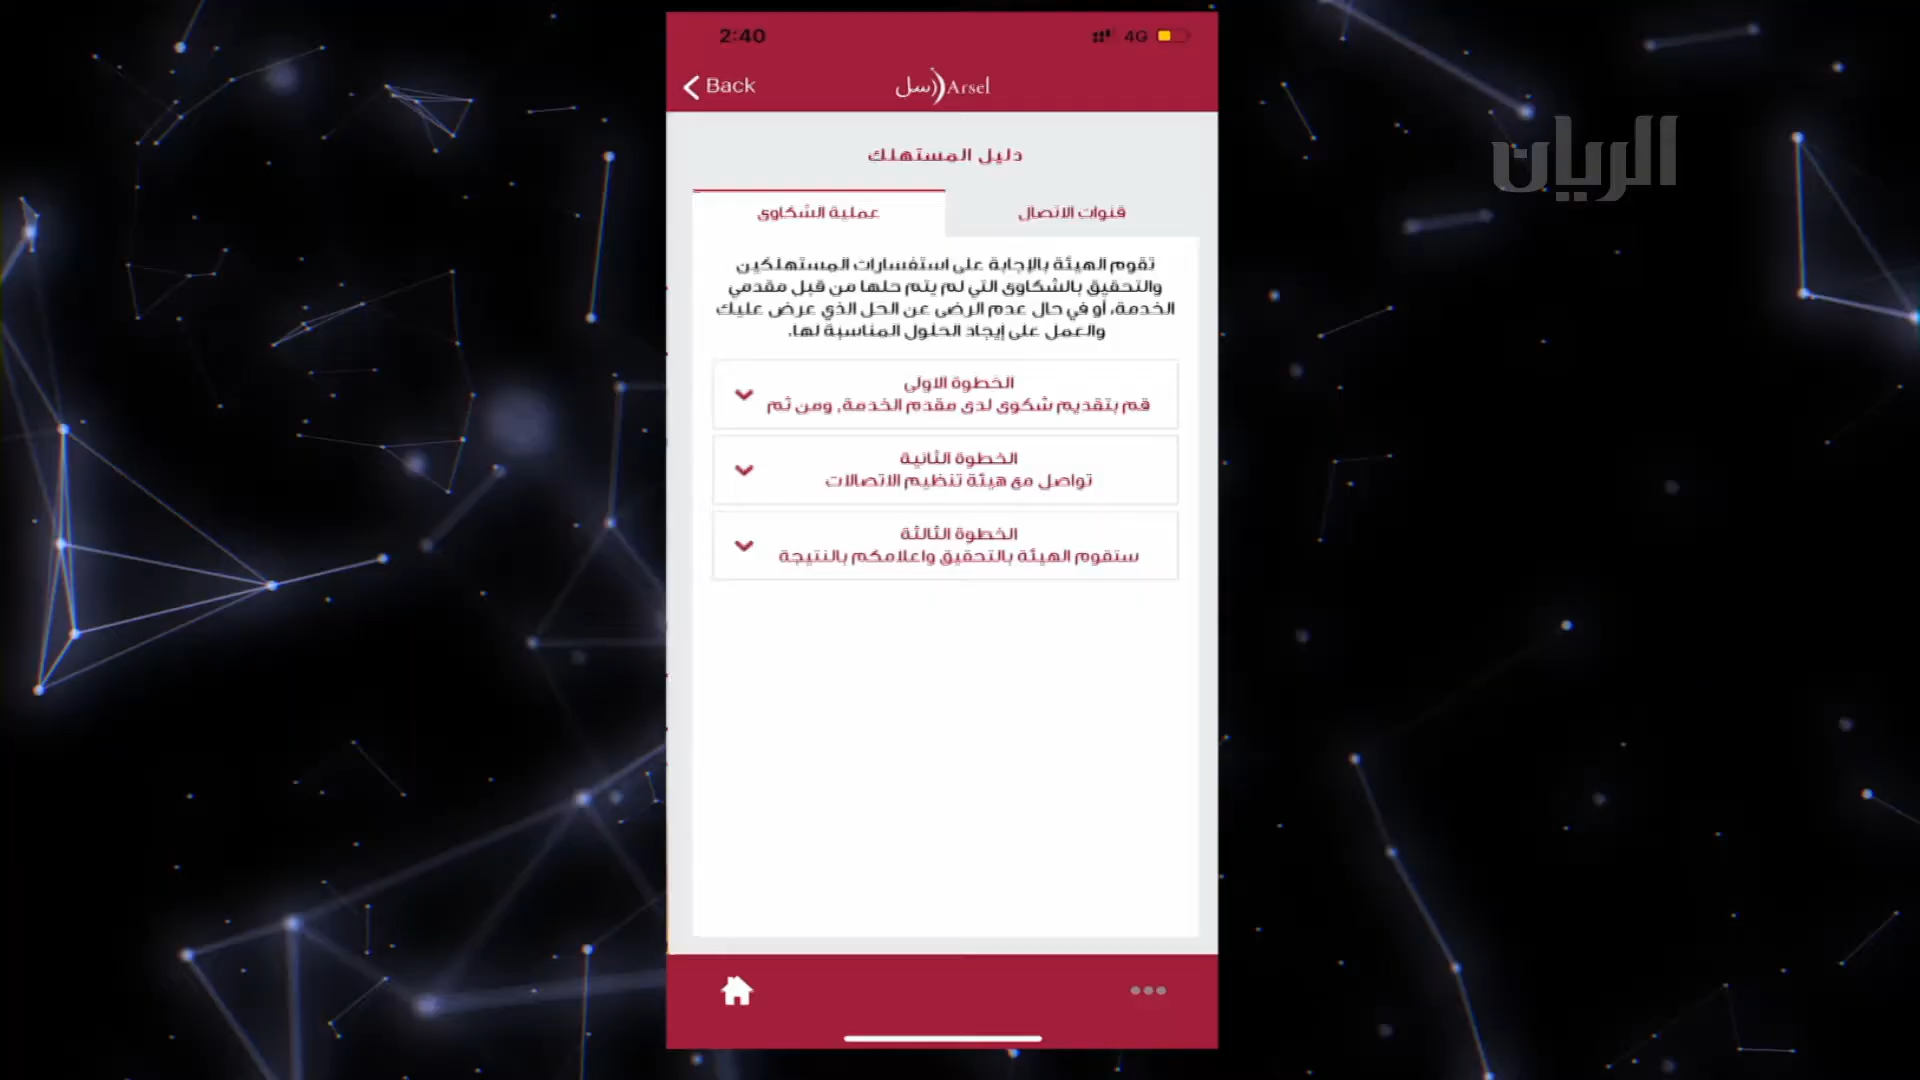 2:40
4G
Back
أرسل Arsel
الريان
دليل المستهلك
قنوات الاتصال
عملية الشكاوى
تقوم الهيئة بالإجابة على استفسارات المستهلكين
والتحقيق بالشكاوى التي لم يتم حلها من قبل مقدمي
الخدمة، أو في حال عدم الرضى عن الحل الذي عرض عليك
والعمل على إيجاد الحلول المناسبة لها.
الخطوة الاولى
قم بتقديم شكوى لدى مقدم الخدمة, ومن ثم
الخطوة الثانية
تواصل مع هيئة تنظيم الاتصالات
الخطوة الثالثة
ستقوم الهيئة بالتحقيق واعلامكم بالنتيجة